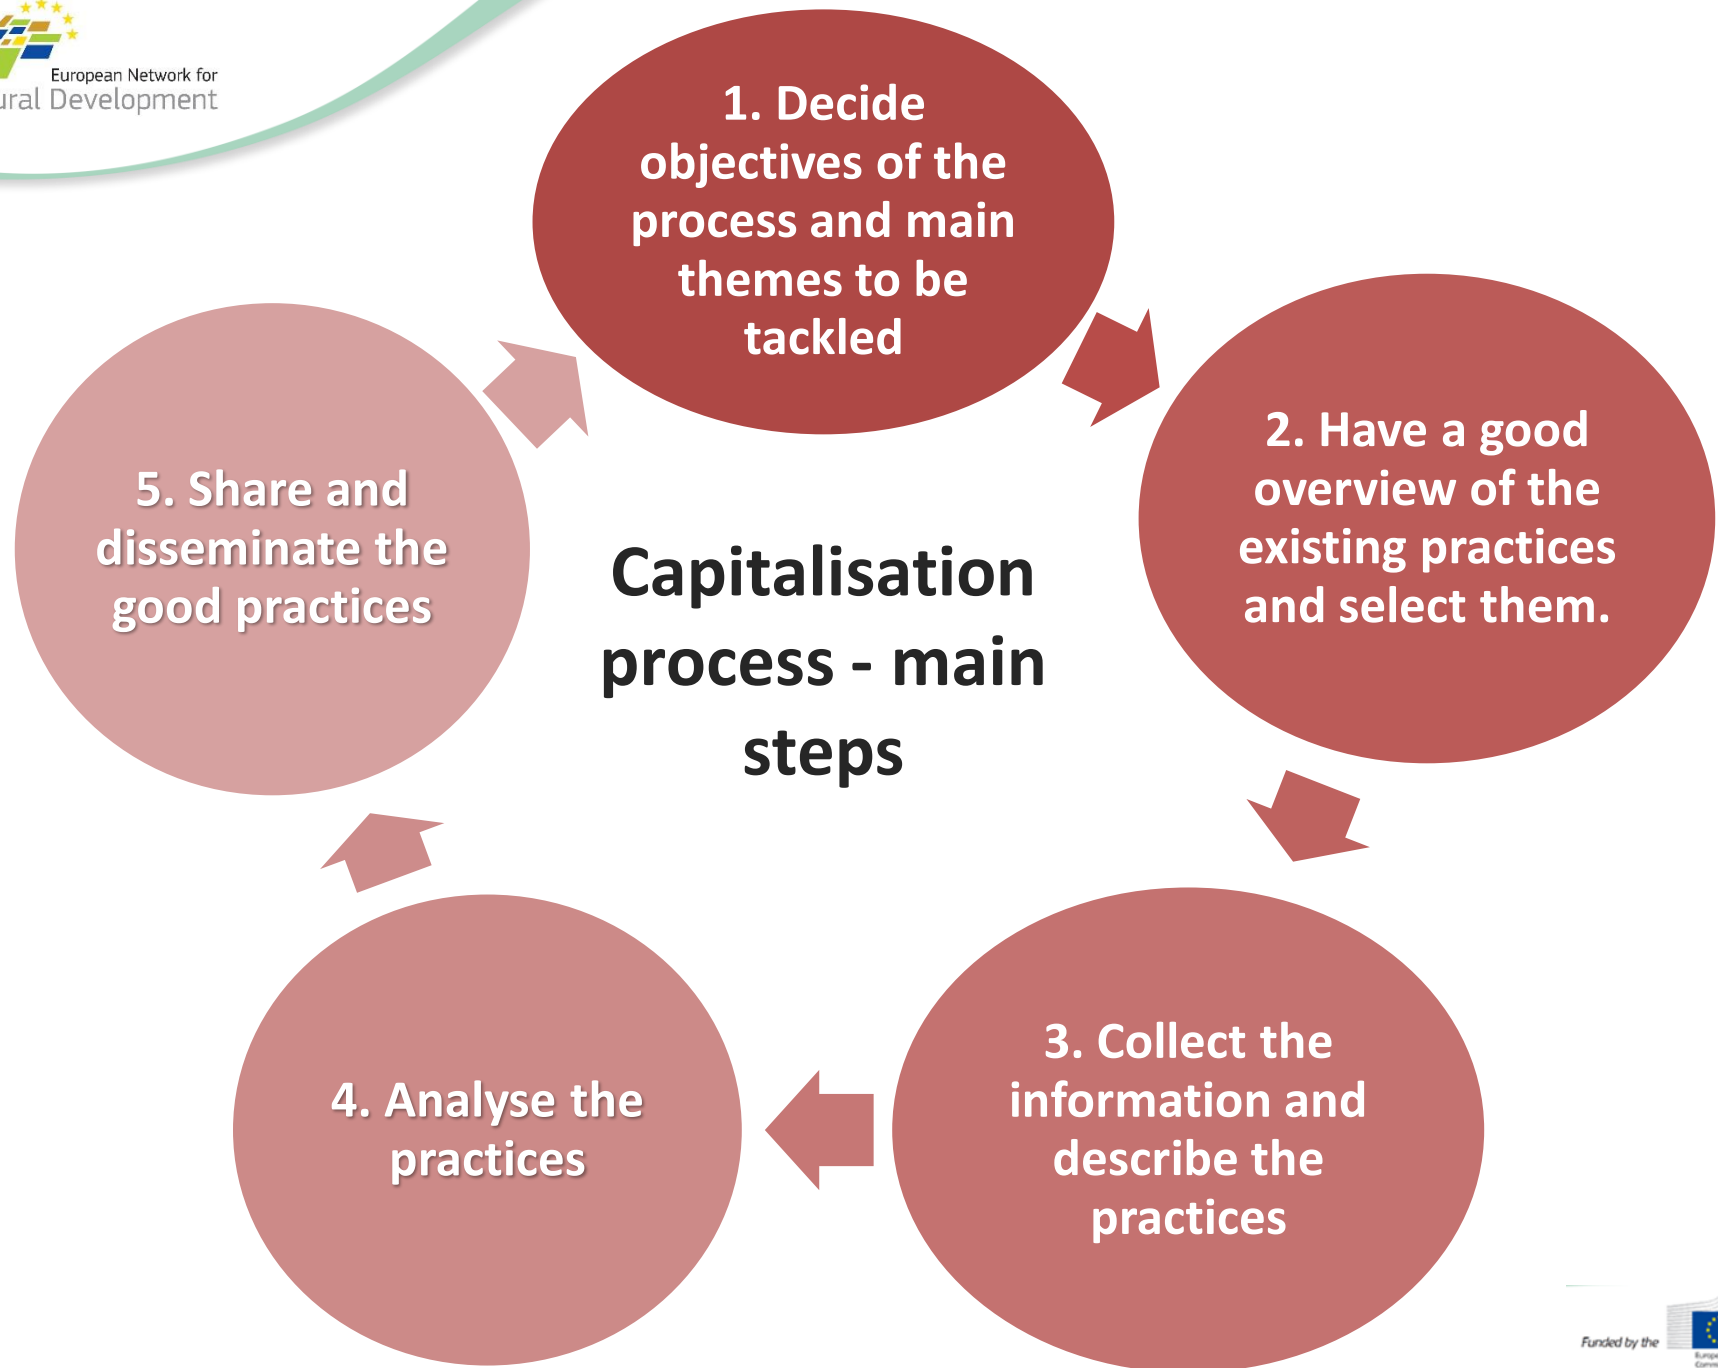 European Network for
Development
1. Decide
objectives of the
process and main
themes to be
tackled
2. Have a good
overview of the
existing practices
and select them.
3. Collect the
information and
describe the
practices
4. Analyse the
practices
5. Share and
disseminate the
good practices
Capitalisation
process - main
steps
Funded by the